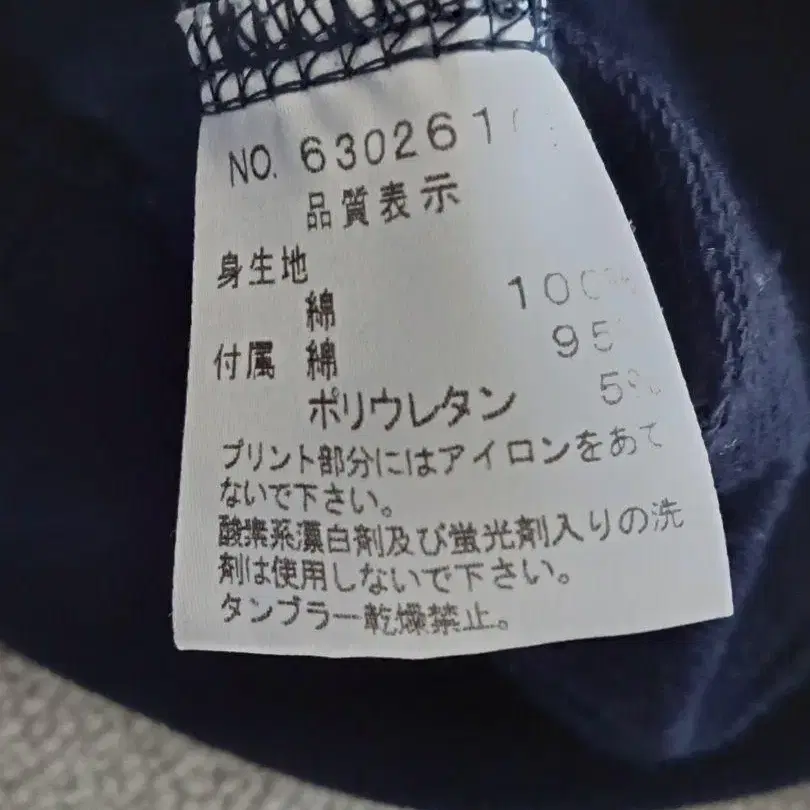 NO. 630261
品質表示
身生地
綿 100%
付属 綿 95
ポリウレタン 5%
プリント部分にはアイロンをあて
ないで下さい。
酸素系漂白剤及び蛍光剤入りの洗
剤は使用しないで下さい。
タンブラー乾燥禁止。